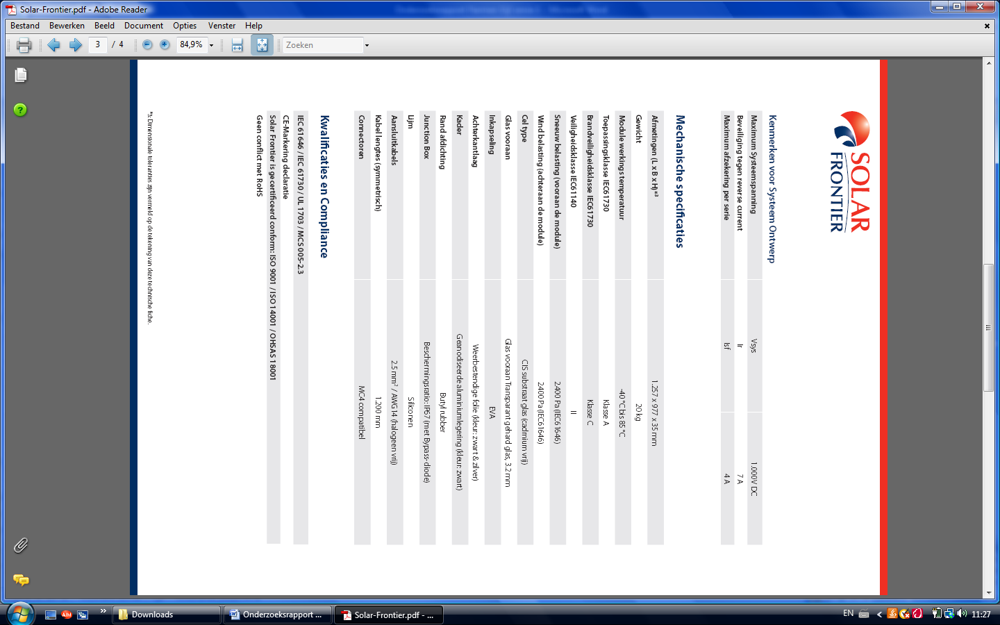 Solar-Frontier.pdf - Adobe Reader
Bestand Bewerken Beeld Document Opties Venster Help
3 / 4 84,9% Zoeken
SOLAR
FRONTIER
Kenmerken voor Systeem Ontwerp
Maximum Systeemspanning Vsys 1.000V DC
Beveiliging tegen reverse current Ir 7 A
Maximum afzekering per serie Isf 4 A
Mechanische specificaties
Afmetingen (L x B x H)*3 1.257 x 977 x 35 mm
Gewicht 20 kg
Module werkings temperatuur -40 °C bis 85 °C
Toepassingsklasse IEC61730 Klasse A
Brandveiligheidsklasse IEC61730 Klasse C
Veiligheidsklasse IEC61140 II
Sneeuw belasting (vooraan de module) 2.400 Pa (IEC61646)
Wind belasting (achteraan de module) 2.400 Pa (IEC61646)
Cel type CIS substraat glas (cadmium vrij)
Glas vooraan Glas vooraan Transparant gehard glas, 3.2 mm
Inkapseling EVA
Achterkantlaag Weerbestendige folie (kleur: zwart & zilver)
Kader Geanodiseerde aluminiumlegering (kleur: zwart)
Rand afdichting Butyl rubber
Junction Box Beschermingsratio: IP67 (met Bypass-diode)
Lijm Siliconen
Aansluitkabels 2.5 mm² / AWG14 (halogeen vrij)
Kabel lengtes (symmetrisch) 1.200 mm
Connectoren MC4 compatibel
Kwalificaties en Compliance
IEC 61646 / IEC 61730 / UL 1703 / MCS 005-2.3
CE-Markering declaratie
Solar Frontier is gecertificeerd conform: ISO 9001 / ISO 14001 / OHSAS 18001
Geen conflict met RoHS
*3. Dimensionale toleranties zijn vermeld op de tekening van deze technische fiche.
Downloads Onderzoeksrapport ... Solar-Frontier.pdf - ... EN 11:27